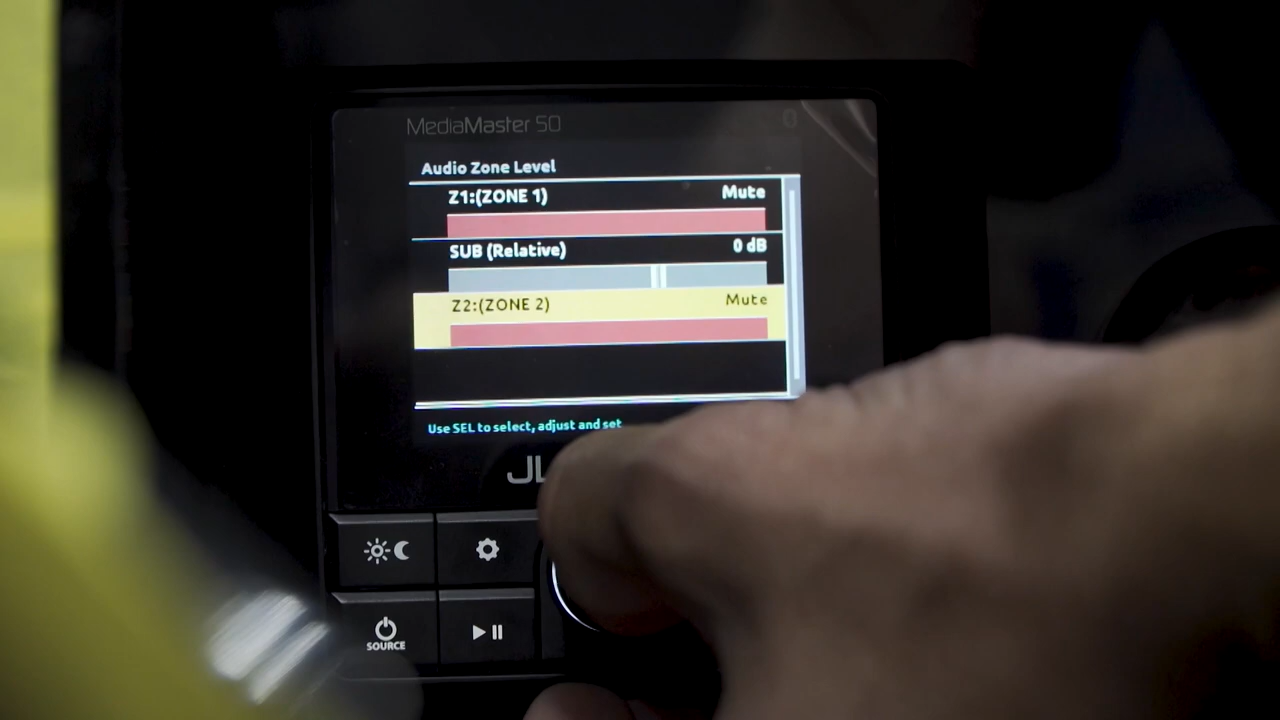 MediaMaster 50
Audio Zone Level
Z1:(ZONE 1) Mute
SUB (Relative) 0 dB
Z2:(ZONE 2) Mute
Use SEL to select, adjust and set
JL
SOURCE